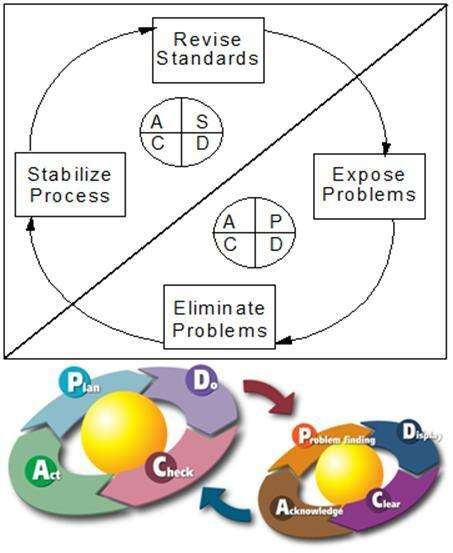 Revise
Standards
A S
C D
Stabilize
Process
Expose
Problems
A P
C D
Eliminate
Problems
Plan
Do
Act
Check
Problem finding
Display
Acknowledge
Clear